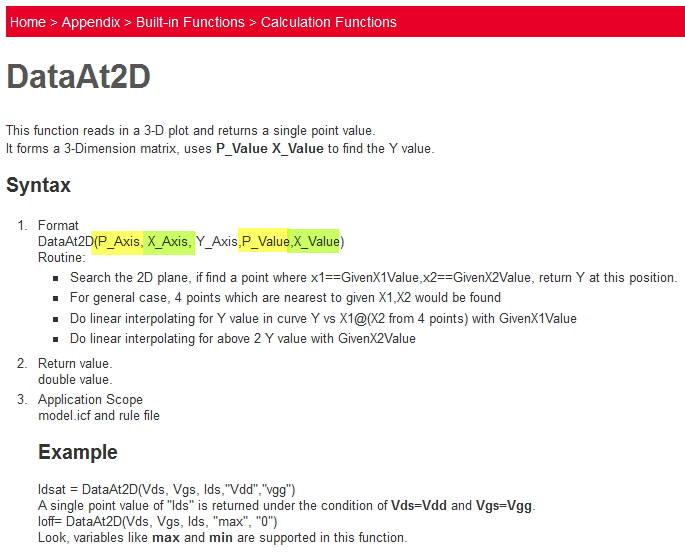 Home > Appendix > Built-in Functions > Calculation Functions
DataAt2D
This function reads in a 3-D plot and returns a single point value.
It forms a 3-Dimension matrix, uses P_Value X_Value to find the Y value.
Syntax
1. Format
DataAt2D(P_Axis, X_Axis, Y_Axis,P_Value,X_Value)
Routine:
▪ Search the 2D plane, if find a point where x1==GivenX1Value,x2==GivenX2Value, return Y at this position.
▪ For general case, 4 points which are nearest to given X1,X2 would be found
▪ Do linear interpolating for Y value in curve Y vs X1@(X2 from 4 points) with GivenX1Value
▪ Do linear interpolating for above 2 Y value with GivenX2Value
2. Return value.
double value.
3. Application Scope
model.icf and rule file
Example
Idsat = DataAt2D(Vds, Vgs, Ids,"Vdd","vgg")
A single point value of "Ids" is returned under the condition of Vds=Vdd and Vgs=Vgg.
Ioff= DataAt2D(Vds, Vgs, Ids, "max", "0")
Look, variables like max and min are supported in this function.